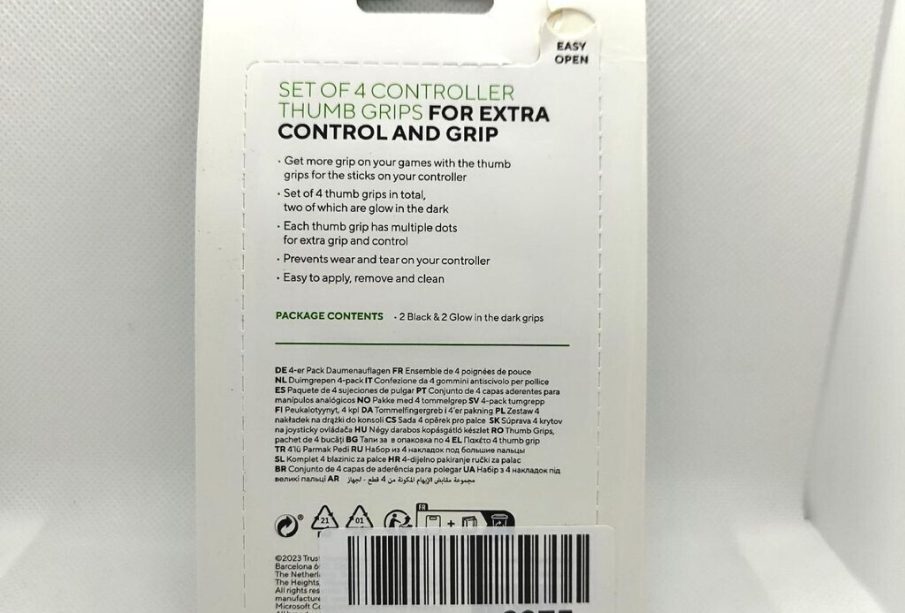 EASY
OPEN
SET OF 4 CONTROLLER
THUMB GRIPS FOR EXTRA
CONTROL AND GRIP
· Get more grip on your games with the thumb
grips for the sticks on your controller
· Set of 4 thumb grips in total,
two of which are glow in the dark
· Each thumb grip has multiple dots
for extra grip and control
· Prevents wear and tear on your controller
· Easy to apply, remove and clean
PACKAGE CONTENTS · 2 Black & 2 Glow in the dark grips
DE 4-er Pack Daumenauflagen FR Ensemble de 4 poignées de pouce
NL Duimgrepen 4-pack IT Confezione da 4 gommini antiscivolo per pollice
ES Paquete de 4 sujeciones de pulgar PT Conjunto de 4 capas aderentes para
manípulos analógicos NO Pakke med 4 tommelgrep SV 4-pack tumgrepp
FI Peukalotyynyt, 4 kpl DA Tommelfingergreb i 4'er pakning PL Zestaw 4
nakładek na drążki do konsoli CS Sada 4 opěrek pro palce SK Súprava 4 krytov
na joysticky ovládača HU Négy darabos kopásgátló készlet RO Thumb Grips,
pachet de 4 bucăți BG Тапи за в опаковка по 4 EL Πακέτο 4 thumb grip
TR 4'lü Parmak Pedi RU Набор из 4 накладок под большие пальцы
SL Komplet 4 blazinic za palce HR 4-dijelno pakiranje ručki za palac
BR Conjunto de 4 capas de aderência para polegar UA Набір з 4 накладок під
великі пальці AR مجموعة مقابض الإبهام المكونة من 4 قطع - لجهاز
21 01 FR +
©2023 Trust
Barcelona
The
The Heights,
All rights
Microsoft